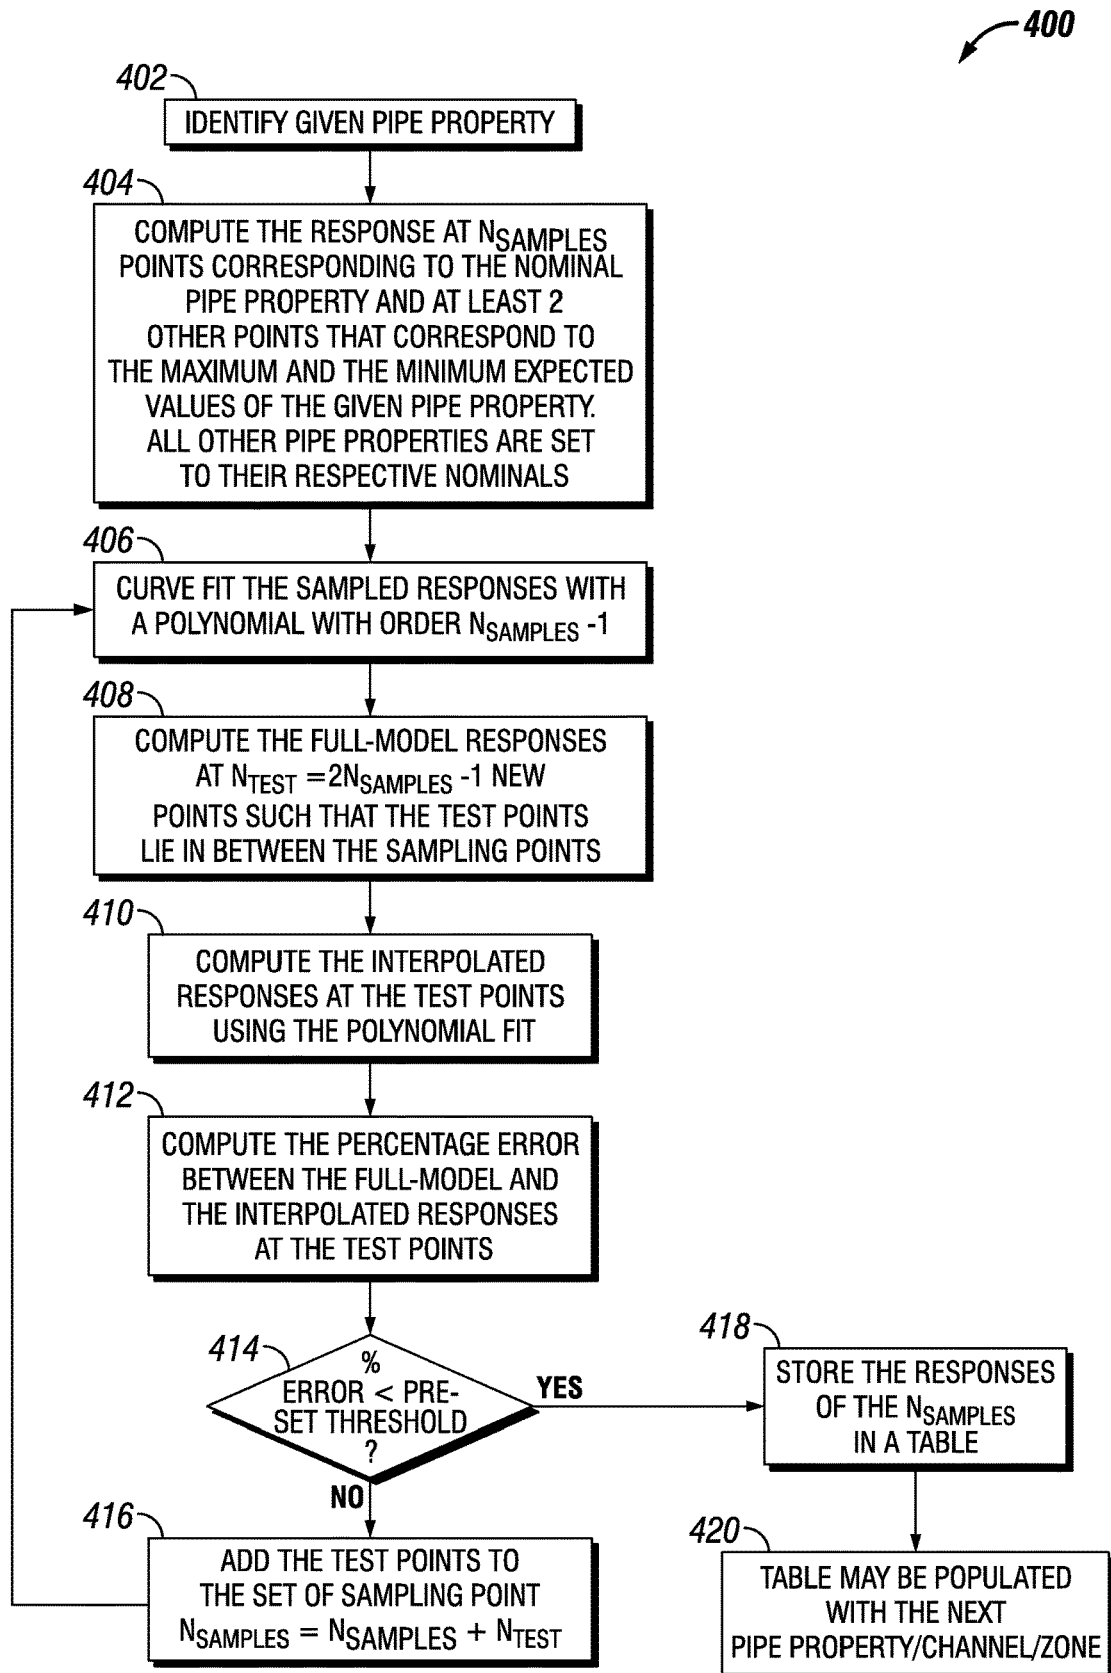 400
402
IDENTIFY GIVEN PIPE PROPERTY
404
COMPUTE THE RESPONSE AT NSAMPLES
POINTS CORRESPONDING TO THE NOMINAL
PIPE PROPERTY AND AT LEAST 2
OTHER POINTS THAT CORRESPOND TO
THE MAXIMUM AND THE MINIMUM EXPECTED
VALUES OF THE GIVEN PIPE PROPERTY.
ALL OTHER PIPE PROPERTIES ARE SET
TO THEIR RESPECTIVE NOMINALS
406
CURVE FIT THE SAMPLED RESPONSES WITH
A POLYNOMIAL WITH ORDER NSAMPLES -1
408
COMPUTE THE FULL-MODEL RESPONSES
AT NTEST =2NSAMPLES -1 NEW
POINTS SUCH THAT THE TEST POINTS
LIE IN BETWEEN THE SAMPLING POINTS
410
COMPUTE THE INTERPOLATED
RESPONSES AT THE TEST POINTS
USING THE POLYNOMIAL FIT
412
COMPUTE THE PERCENTAGE ERROR
BETWEEN THE FULL-MODEL AND
THE INTERPOLATED RESPONSES
AT THE TEST POINTS
414
%
ERROR < PRE-
SET THRESHOLD
?
YES
NO
416
ADD THE TEST POINTS TO
THE SET OF SAMPLING POINT
NSAMPLES = NSAMPLES + NTEST
418
STORE THE RESPONSES
OF THE NSAMPLES
IN A TABLE
420
TABLE MAY BE POPULATED
WITH THE NEXT
PIPE PROPERTY/CHANNEL/ZONE